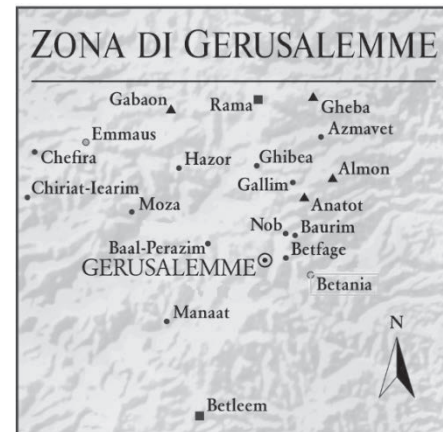 ZONA DI GERUSALEMME
Gabaon
Rama
Gheba
Emmaus
Azmavet
Chefira
Hazor
Ghibea
Almon
Chiriat-Iearim
Gallim
Moza
Anatot
Nob
Baurim
Baal-Perazim
Betfage
GERUSALEMME
Betania
Manaat
N
Betleem